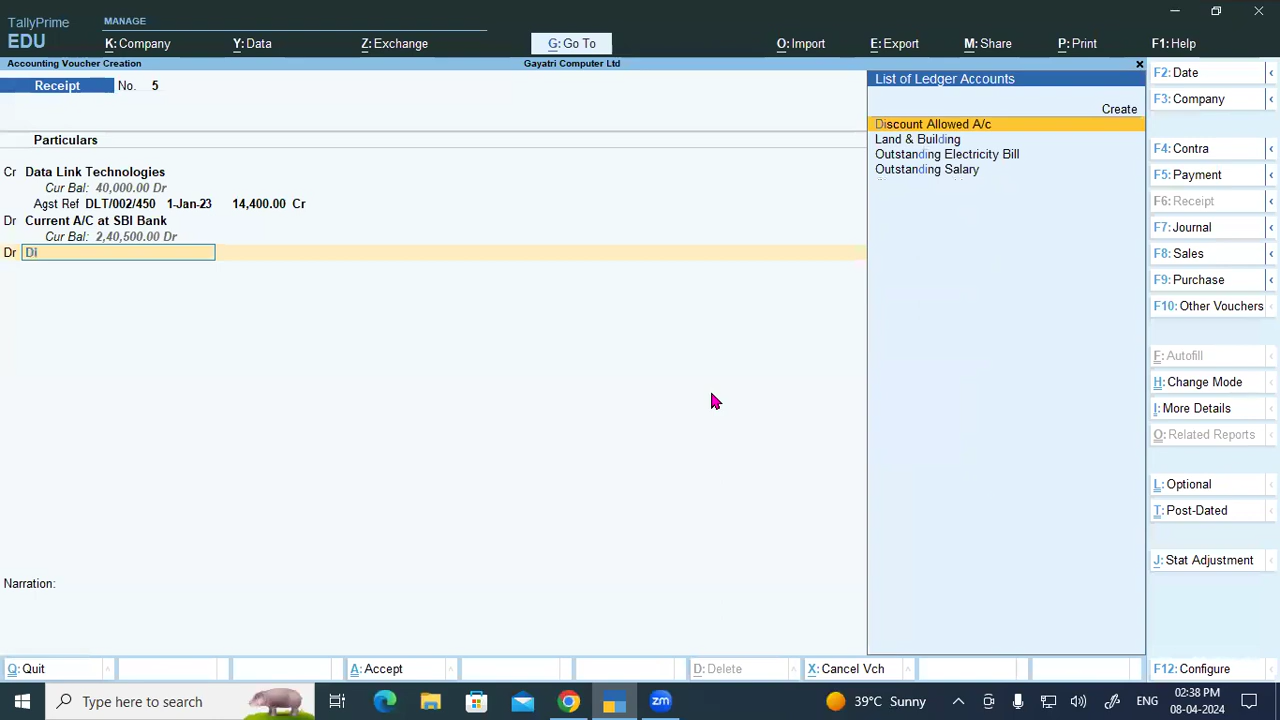 TallyPrime
EDU
MANAGE
K: Company
Y: Data
Z: Exchange
G: Go To
O: Import
E: Export
M: Share
P: Print
F1: Help
Accounting Voucher Creation
Gayatri Computer Ltd
×
Receipt No. 5
Particulars
Cr Data Link Technologies
Cur Bal: 40,000.00 Dr
Agst Ref DLT/002/450 1-Jan-23 14,400.00 Cr
Dr Current A/C at SBI Bank
Cur Bal: 2,40,500.00 Dr
Dr Di
Narration:
List of Ledger Accounts
Create
Discount Allowed A/c
Land & Building
Outstanding Electricity Bill
Outstanding Salary
F2: Date
F3: Company
F4: Contra
F5: Payment
F6: Receipt
F7: Journal
F8: Sales
F9: Purchase
F10: Other Vouchers
F: Autofill
H: Change Mode
I: More Details
O: Related Reports
L: Optional
T: Post-Dated
J: Stat Adjustment
Q: Quit
A: Accept
D: Delete
X: Cancel Vch
F12: Configure
Type here to search
zm
39°C Sunny
ENG
02:38 PM
08-04-2024